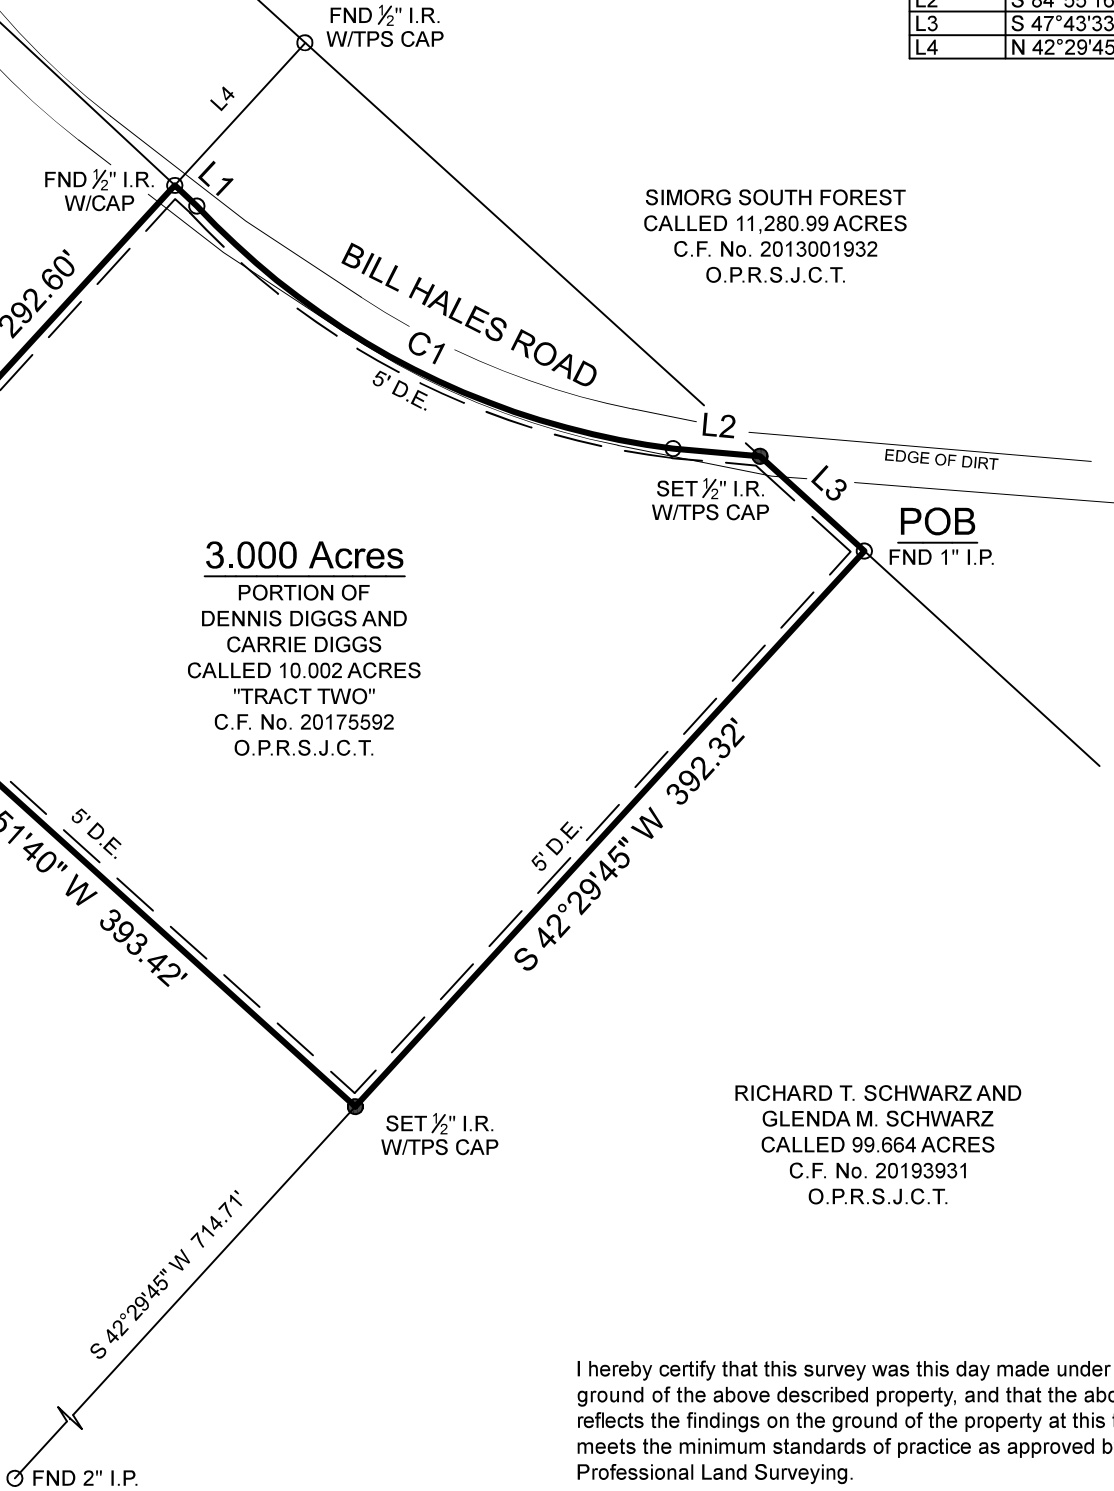 FND ½" I.R.
W/TPS CAP
L2 S 84°55'16
L3 S 47°43'33
L4 N 42°29'45
L4
FND ½" I.R.
W/CAP
L1
SIMORG SOUTH FOREST
CALLED 11,280.99 ACRES
C.F. No. 2013001932
O.P.R.S.J.C.T.
292.60'
BILL HALES ROAD
C1
5' D.E.
L2
EDGE OF DIRT
L3
SET ½" I.R.
W/TPS CAP
POB
FND 1" I.P.
3.000 Acres
PORTION OF
DENNIS DIGGS AND
CARRIE DIGGS
CALLED 10.002 ACRES
"TRACT TWO"
C.F. No. 20175592
O.P.R.S.J.C.T.
5' D.E.
51'40" W 393.42'
5' D.E.
S 42°29'45" W 392.32'
SET ½" I.R.
W/TPS CAP
RICHARD T. SCHWARZ AND
GLENDA M. SCHWARZ
CALLED 99.664 ACRES
C.F. No. 20193931
O.P.R.S.J.C.T.
S 42°29'45" W 714.71'
FND 2" I.P.
I hereby certify that this survey was this day made under
ground of the above described property, and that the abo
reflects the findings on the ground of the property at this
meets the minimum standards of practice as approved b
Professional Land Surveying.